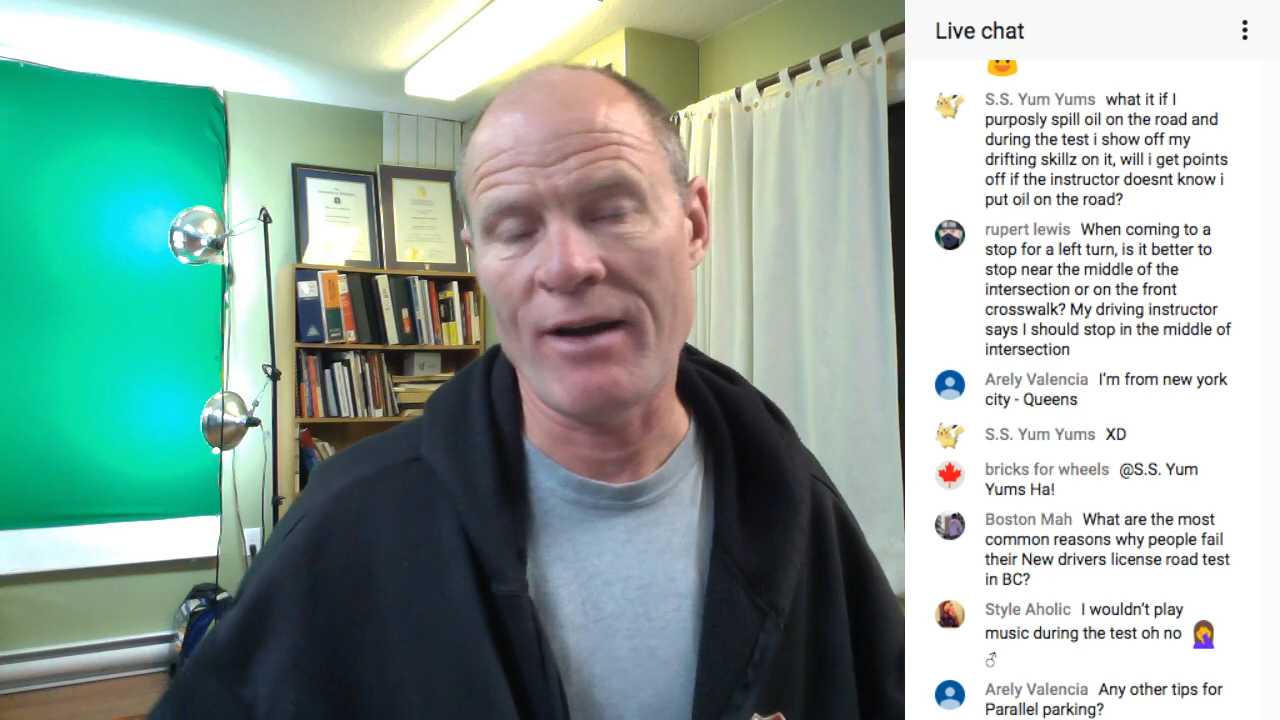 Live chat
S.S. Yum Yums what it if I
purposly spill oil on the road and
during the test i show off my
drifting skillz on it, will i get points
off if the instructor doesnt know i
put oil on the road?
rupert lewis When coming to a
stop for a left turn, is it better to
stop near the middle of the
intersection or on the front
crosswalk? My driving instructor
says I should stop in the middle of
intersection
Arely Valencia I'm from new york
city - Queens
S.S. Yum Yums XD
bricks for wheels @S.S. Yum
Yums Ha!
Boston Mah What are the most
common reasons why people fail
their New drivers license road test
in BC?
Style Aholic I wouldn't play
music during the test oh no
Arely Valencia Any other tips for
Parallel parking?